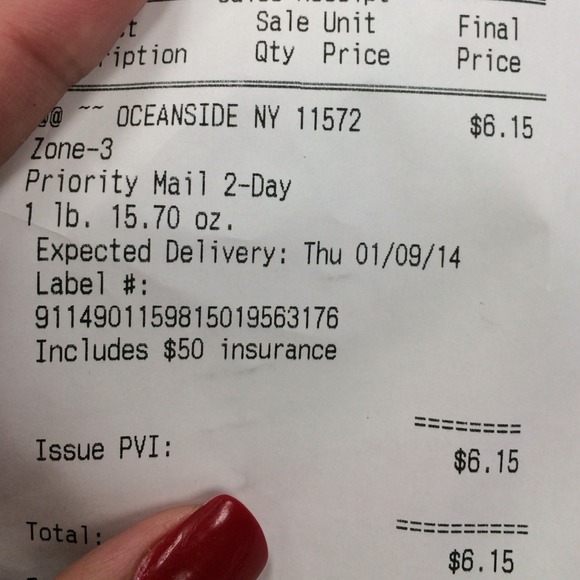 Sales Receipt
Sale Unit Final
Qty Price Price
OCEANSIDE NY 11572 $6.15
Zone-3
Priority Mail 2-Day
1 lb. 15.70 oz.
Expected Delivery: Thu 01/09/14
Label #:
9114901159815019563176
Includes $50 insurance
========
Issue PVI: $6.15
==========
Total: $6.15